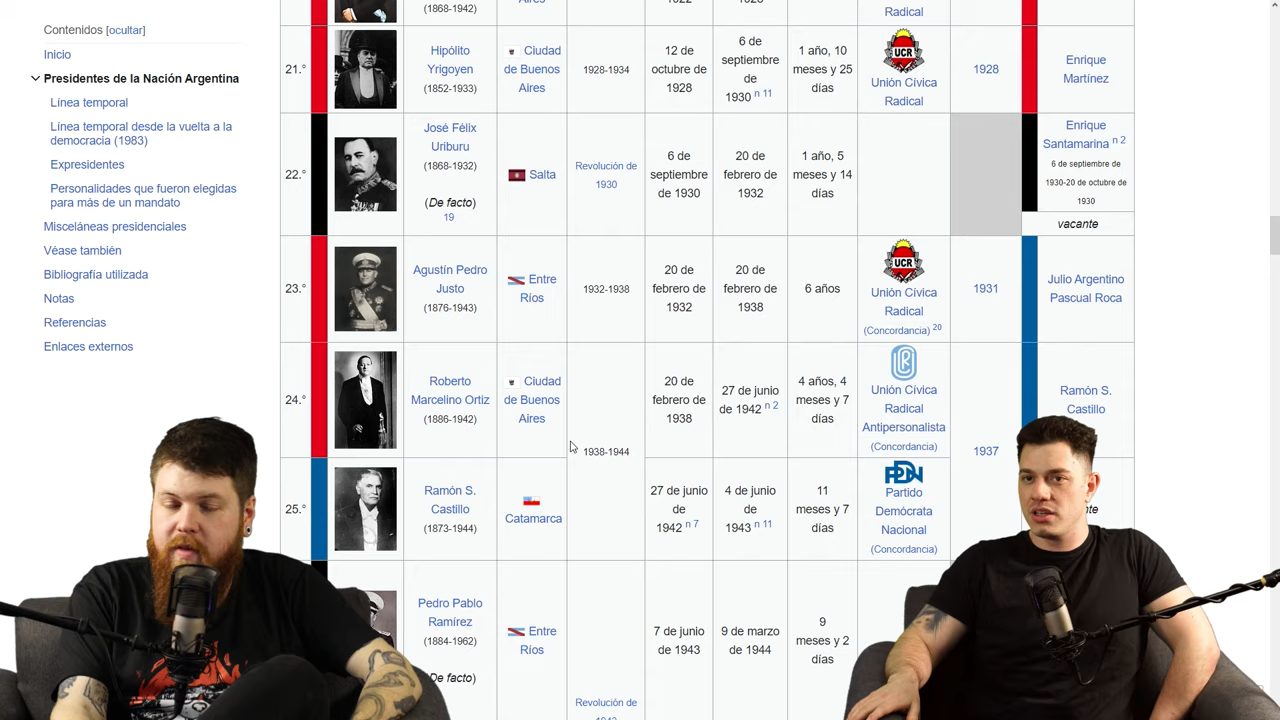 Contenidos [ocultar]
Inicio
Presidentes de la Nación Argentina
Línea temporal
Línea temporal desde la vuelta a la
democracia (1983)
Expresidentes
Personalidades que fueron elegidas
para más de un mandato
Misceláneas presidenciales
Véase también
Bibliografía utilizada
Notas
Referencias
Enlaces externos
(1868-1942)
Radical
21.°
Hipólito
Yrigoyen
(1852-1933)
Ciudad
de Buenos
Aires
1928-1934
12 de
octubre de
1928
6 de
septiembre
de
1930 n 11
1 año, 10
meses y 25
días
UCR
Unión Cívica
Radical
1928
Enrique
Martínez
22.°
José Félix
Uriburu
(1868-1932)
(De facto)
19
Salta
Revolución de
1930
6 de
septiembre
de 1930
20 de
febrero de
1932
1 año, 5
meses y 14
días
Enrique
Santamarina n 2
6 de septiembre de
1930-20 de octubre de
1930
vacante
23.°
Agustín Pedro
Justo
(1876-1943)
Entre
Ríos
1932-1938
20 de
febrero de
1932
20 de
febrero de
1938
6 años
UCR
Unión Cívica
Radical
(Concordancia) 20
1931
Julio Argentino
Pascual Roca
24.°
Roberto
Marcelino Ortiz
(1886-1942)
Ciudad
de Buenos
Aires
1938-1944
20 de
febrero de
1938
27 de junio
de 1942 n 2
4 años, 4
meses y 7
días
Unión Cívica
Radical
Antipersonalista
(Concordancia)
1937
Ramón S.
Castillo
25.°
Ramón S.
Castillo
(1873-1944)
Catamarca
27 de junio
de
1942 n 7
4 de junio
de
1943 n 11
11
meses y 7
días
PDN
Partido
Demócrata
Nacional
(Concordancia)
Pedro Pablo
Ramírez
(1884-1962)
(De facto)
Entre
Ríos
Revolución de
7 de junio
de 1943
9 de marzo
de 1944
9
meses y 2
días